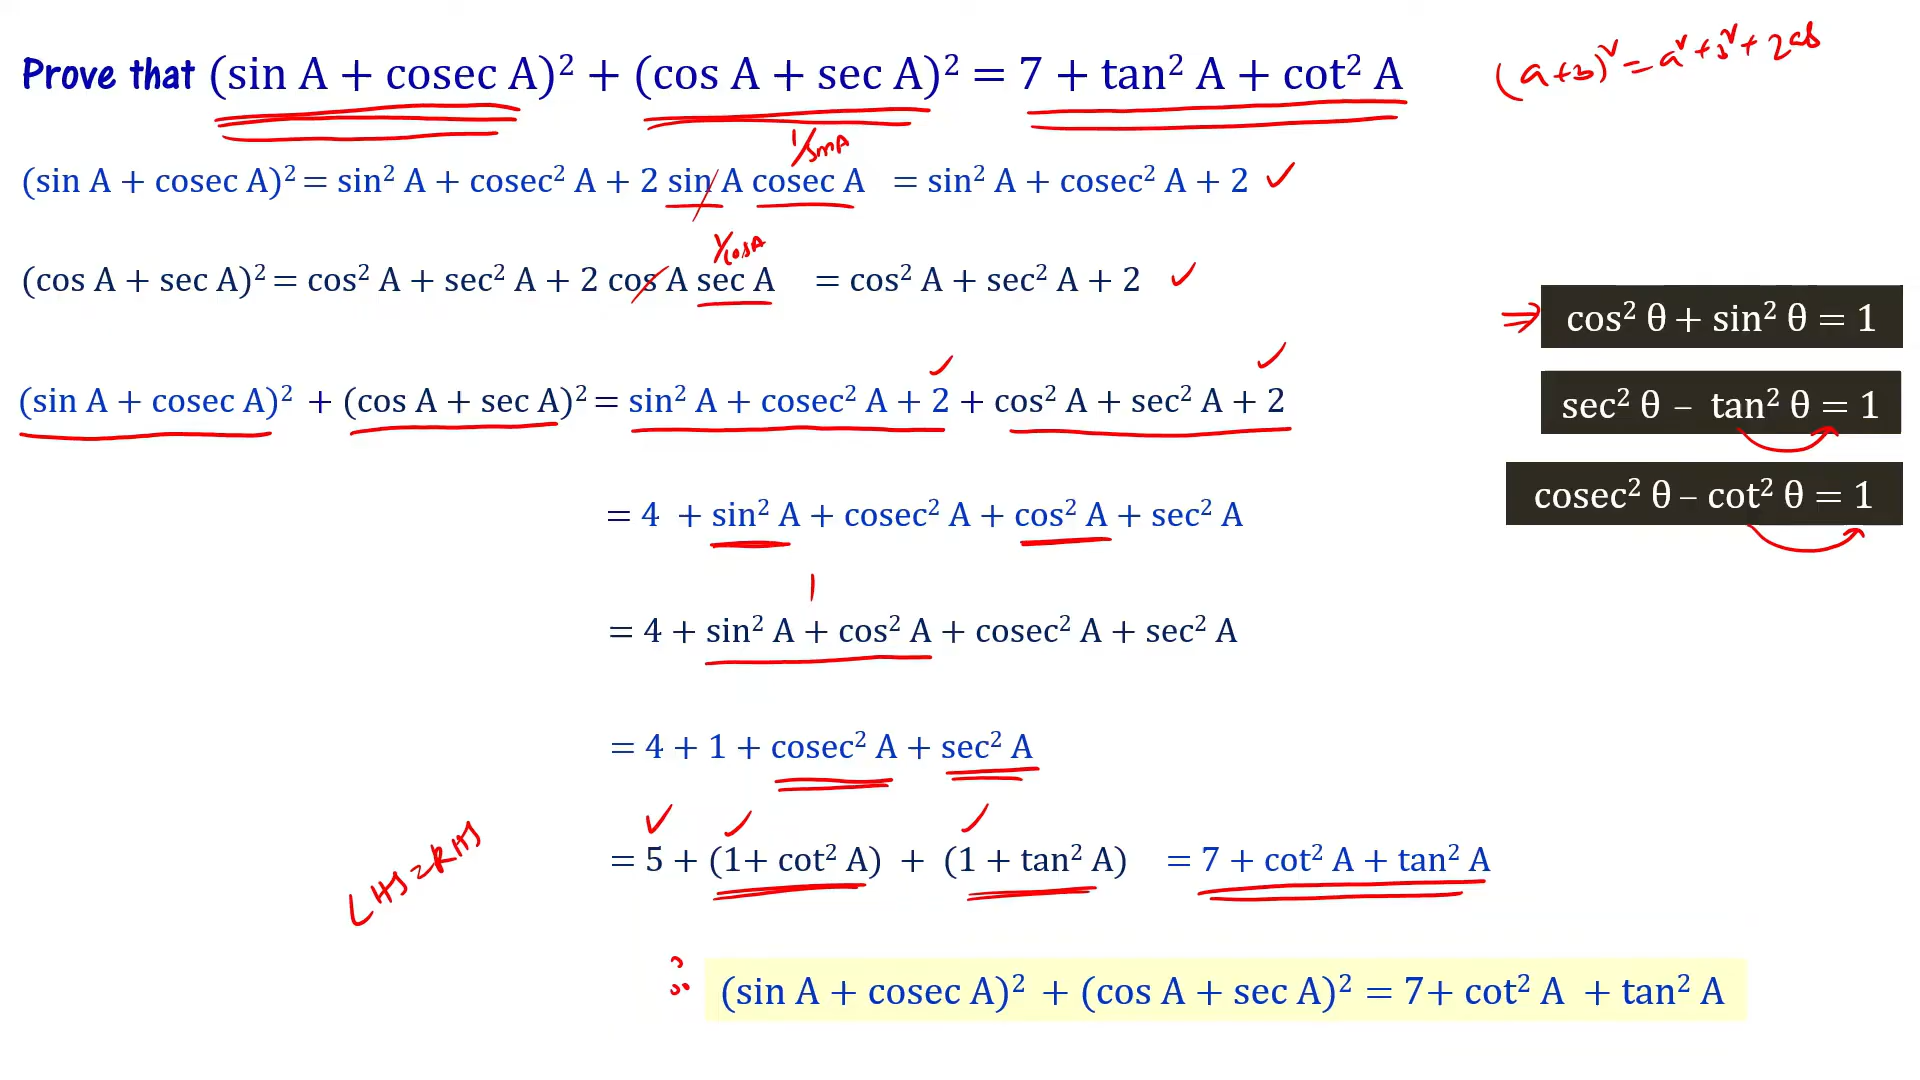 Prove that (sin A + cosec A)² + (cos A + sec A)² = 7 + tan² A + cot² A
(a+b)² = a² + b² + 2ab
1/sinA
(sin A + cosec A)² = sin² A + cosec² A + 2 sin A cosec A = sin² A + cosec² A + 2 ✓
1/cosA
(cos A + sec A)² = cos² A + sec² A + 2 cos A sec A = cos² A + sec² A + 2 ✓
⇒ cos² θ + sin² θ = 1
(sin A + cosec A)² + (cos A + sec A)² = sin² A + cosec² A + 2 + cos² A + sec² A + 2
sec² θ – tan² θ = 1
cosec² θ – cot² θ = 1
= 4 + sin² A + cosec² A + cos² A + sec² A
1
= 4 + sin² A + cos² A + cosec² A + sec² A
= 4 + 1 + cosec² A + sec² A
= 5 + (1+ cot² A) + (1 + tan² A) = 7 + cot² A + tan² A
LHS = RHS
∴ (sin A + cosec A)² + (cos A + sec A)² = 7+ cot² A + tan² A